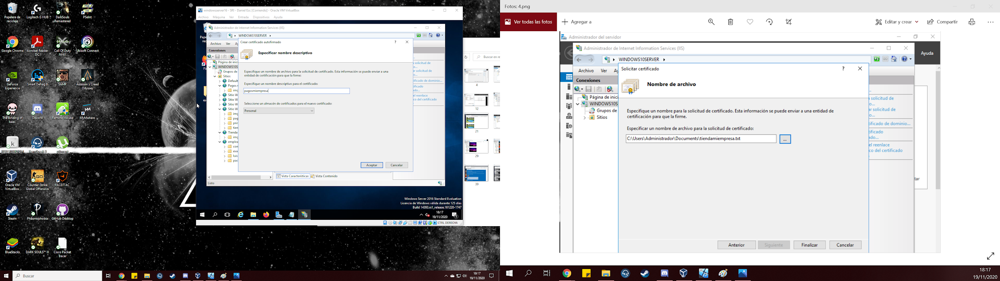 Papelera de
reciclaje
Logitech G HUB
DarkSouls
Remastered
PSeInt
Google Chrome
Acrobat Reader
DC
Call Of Duty
IW4X
Ubisoft Connect
GeForce
Experience
Smart Defrag 6
SAMP
Assassin's Creed
Odyssey
The Binding of
Isaac
Discord
Remote Mouse
MyMonero
KEYZ RUBIDIUM
TeamSpeak 3
µTorrent
Oracle VM
VirtualBox
Counter-Strike
Global Offensive
FACEIT AC
Steam
Phasmophobia
GitHub Desktop
BlueStacks
DARK SOULS™ III
Cisco Packet
Tracer
Buscar
18:17
19/11/2020
windowsserver16 - SRI - Daniel Esc [Corriendo] - Oracle VM VirtualBox
Archivo Máquina Ver Entrada Dispositivos Ayuda
Administrador de Internet Information Services (IIS)
WINDOWS10SERVER
Archivo Ver Ay
Conexiones
Página de inici
WINDOWS10S
Grupos de
Sitios
Default
Pagos
img
Sitio W
Sitio W
Sitio W
Sitio W
img
pag
prin
tien
Tienda
img
emplea
con
eva
luis
pac
Crear certificado autofirmado
?
Especificar nombre descriptivo
Especifique un nombre de archivo para la solicitud de certificado. Esta información se puede enviar a una
entidad de certificación para que la firme:
Especifique un nombre descriptivo para el certificado:
pagosmiempresa
Seleccione un almacén de certificados para el nuevo certificado:
Personal
Aceptar Cancelar
solicitud de
o...
ar solicitud de
o...
tificado de dominio...
tificado
ado...
el reenlace
co del certificado
Vista Características Vista Contenido
Listo
Windows Server 2016 Standard Evaluation
Licencia de Windows válida durante 125 días
Build 14393.rs1_release.161220-1747
18:17
19/11/2020
CTRL DERECHA
Buscar en re
4
12
21
29
39
Fotos: 4.png
Ver todas las fotos
Agregar a
Editar y crear
Compartir
Administrador del servidor
Administrador de Internet Information Services (IIS)
Ayuda
WINDOWS10SERVER
Archivo Ver Ay
Conexiones
Página de inici
WINDOWS10S
Grupos de
Sitios
Solicitar certificado
?
Nombre de archivo
Especifique un nombre para la solicitud de certificado. Esta información se puede enviar a una entidad de
certificación para que la firme.
Especificar un nombre de archivo para la solicitud de certificado:
C:\Users\Administrador\Documents\tiendamiempresa.txt
...
Anterior Siguiente Finalizar Cancelar
solicitud de
o...
ar solicitud de
o...
tificado de dominio...
tificado
ado...
el reenlace
co del certificado
tar
18:17
19/11/2020